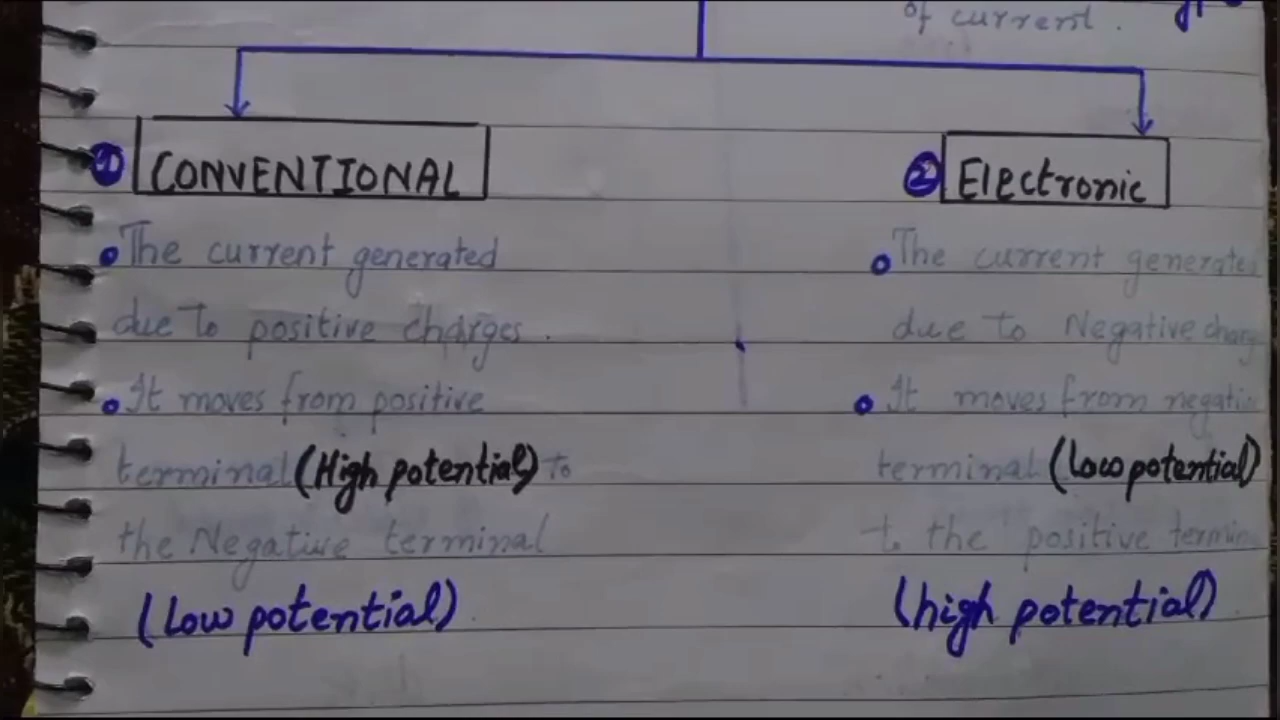 of current.
① CONVENTIONAL
• The current generated
due to positive charges.
• It moves from positive
terminal (High potential) to
the Negative terminal
(low potential)
② Electronic
• The current generated
due to Negative charg
• It moves from negative
terminal (low potential)
to the positive termin
(high potential)